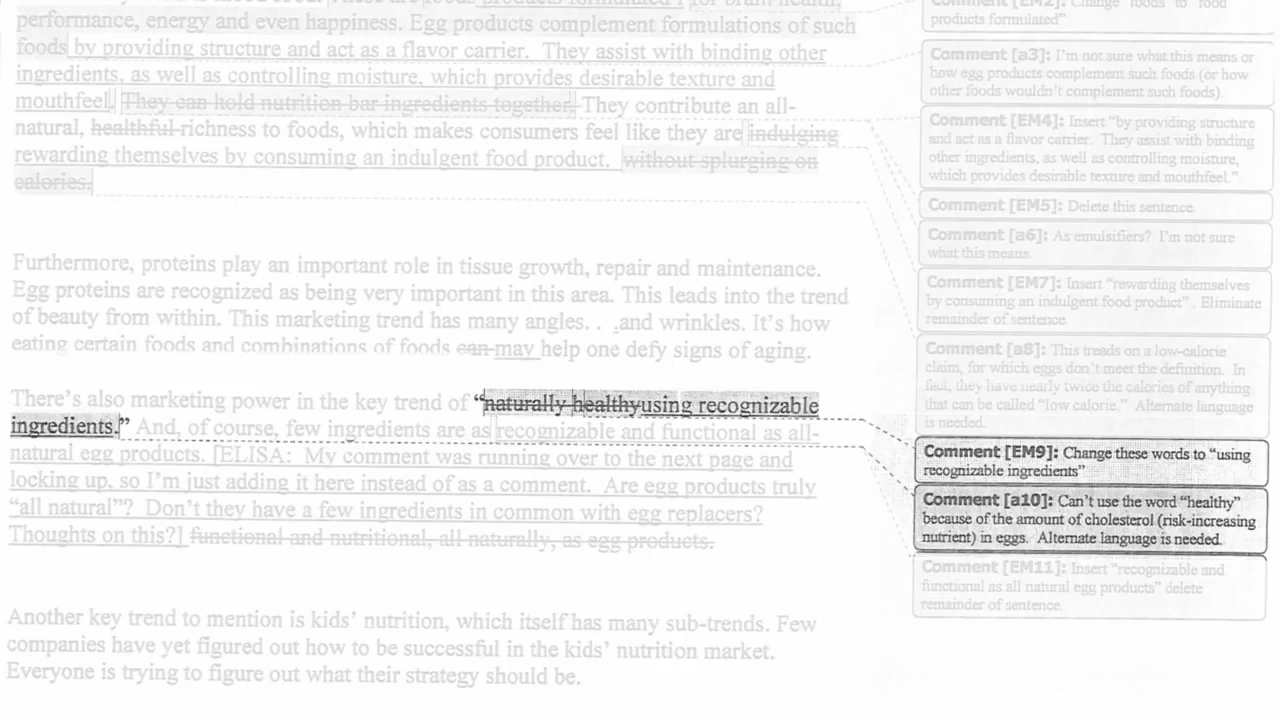 performance, energy and even happiness. Egg products complement formulations of such
foods by providing structure and act as a flavor carrier. They assist with binding other
ingredients, as well as controlling moisture, which provides desirable texture and
mouthfeel. They can hold nutrition bar ingredients together. They contribute an all-
natural, healthful richness to foods, which makes consumers feel like they are indulging
rewarding themselves by consuming an indulgent food product. without splurging on
calories.
Furthermore, proteins play an important role in tissue growth, repair and maintenance.
Egg proteins are recognized as being very important in this area. This leads into the trend
of beauty from within. This marketing trend has many angles. . .and wrinkles. It's how
eating certain foods and combinations of foods can may help one defy signs of aging.
There's also marketing power in the key trend of "naturally healthyusing recognizable
ingredients." And, of course, few ingredients are as recognizable and functional as all-
natural egg products. [ELISA: My comment was running over to the next page and
locking up, so I'm just adding it here instead of as a comment. Are egg products truly
"all natural"? Don't they have a few ingredients in common with egg replacers?
Thoughts on this?] functional and nutritional, all naturally, as egg products.
Another key trend to mention is kids' nutrition, which itself has many sub-trends. Few
companies have yet figured out how to be successful in the kids' nutrition market.
Everyone is trying to figure out what their strategy should be.
Comment [EM2]: Change "foods" to "food
products formulated"
Comment [a3]: I'm not sure what this means or
how egg products complement such foods (or how
other foods wouldn't complement such foods).
Comment [EM4]: Insert "by providing structure
and act as a flavor carrier. They assist with binding
other ingredients, as well as controlling moisture,
which provides desirable texture and mouthfeel."
Comment [EM5]: Delete this sentence.
Comment [a6]: As emulsifiers? I'm not sure
what this means.
Comment [EM7]: Insert "rewarding themselves
by consuming an indulgent food product". Eliminate
remainder of sentence.
Comment [a8]: This treads on a low-calorie
claim, for which eggs don't meet the definition. In
fact, they have nearly twice the calories of anything
that can be called "low calorie." Alternate language
is needed.
Comment [EM9]: Change these words to "using
recognizable ingredients"
Comment [a10]: Can't use the word "healthy"
because of the amount of cholesterol (risk-increasing
nutrient) in eggs. Alternate language is needed.
Comment [EM11]: Insert "recognizable and
functional as all natural egg products" delete
remainder of sentence.